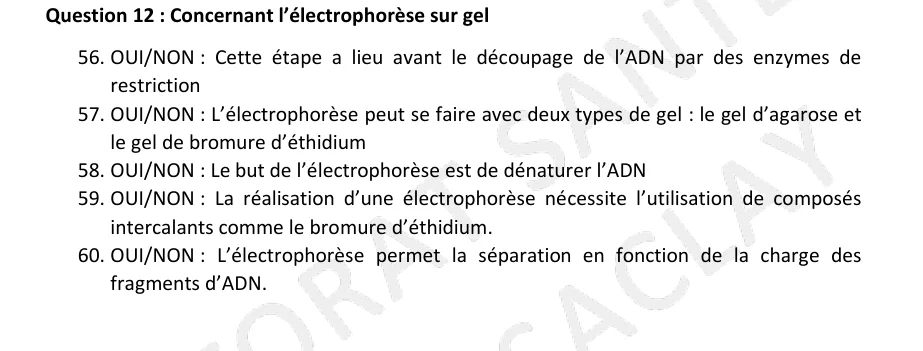 Question 12 : Concernant l’électrophorèse sur gel
56. OUI/NON : Cette étape a lieu avant le découpage de l’ADN par des enzymes de
restriction
57. OUI/NON : L’électrophorèse peut se faire avec deux types de gel : le gel d’agarose et
le gel de bromure d’éthidium
58. OUI/NON : Le but de l’électrophorèse est de dénaturer l’ADN
59. OUI/NON : La réalisation d’une électrophorèse nécessite l’utilisation de composés
intercalants comme le bromure d’éthidium.
60. OUI/NON : L’électrophorèse permet la séparation en fonction de la charge des
fragments d’ADN.
TORAT SANTE
SACLAY